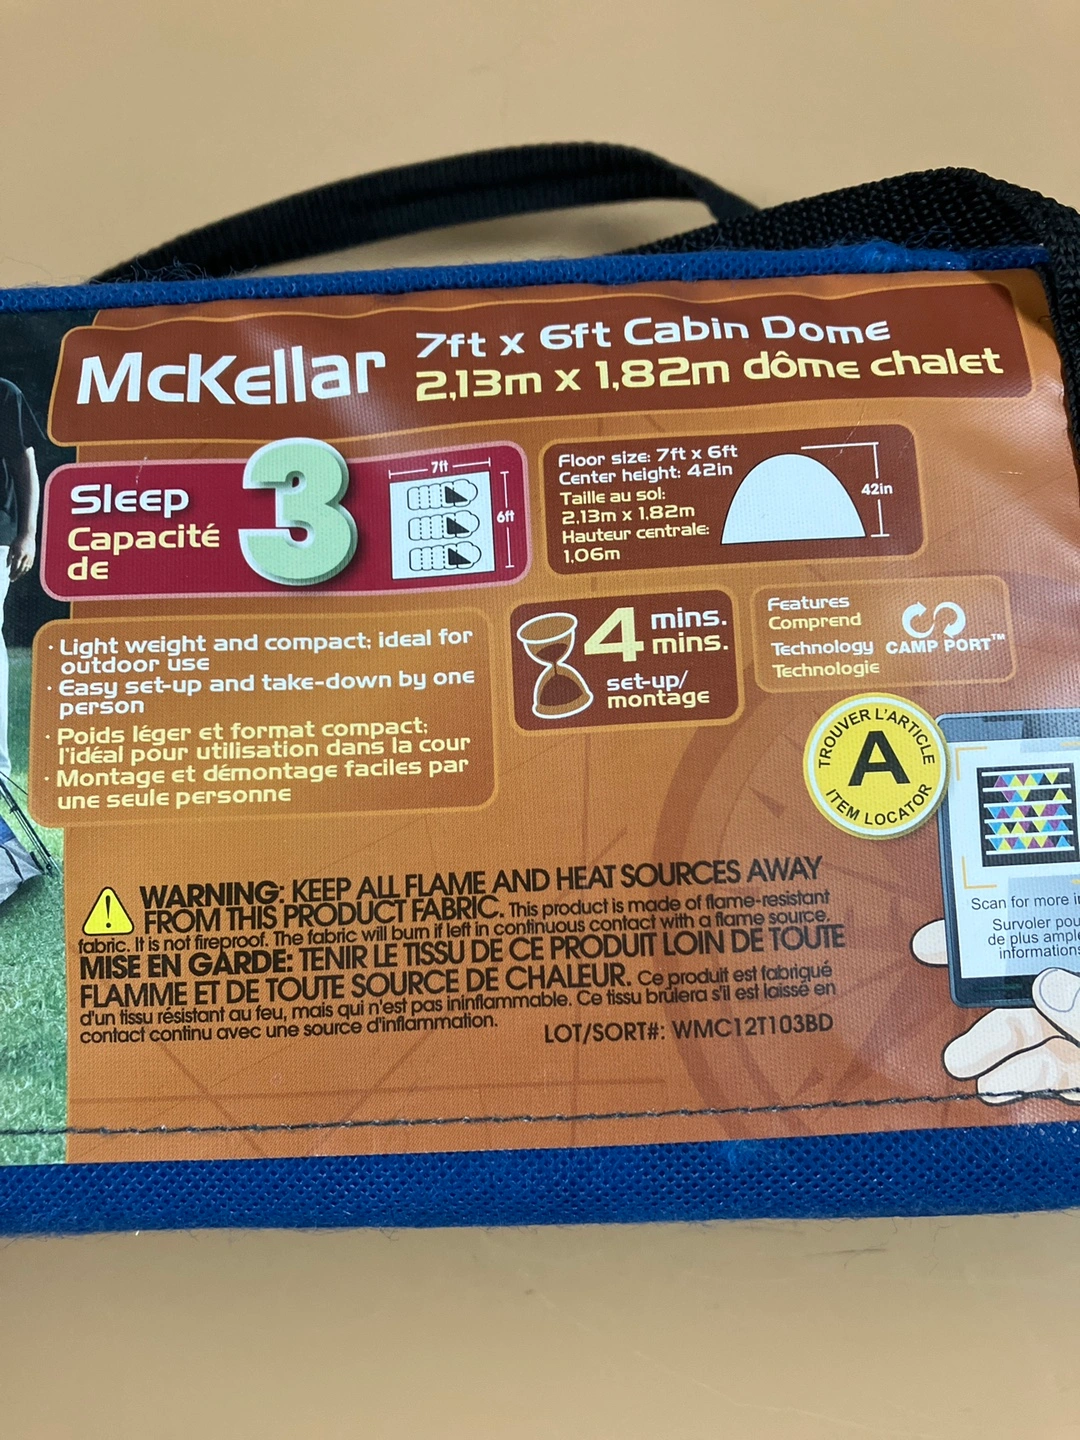 McKellar
7ft x 6ft Cabin Dome
2,13m x 1,82m dôme chalet
Sleep
Capacité
de
3
7ft
6ft
Floor size: 7ft x 6ft
Center height: 42in
Taille au sol:
2.13m x 1.82m
Hauteur centrale:
1,06m
42in
· Light weight and compact; ideal for
outdoor use
· Easy set-up and take-down by one
person
· Poids léger et format compact;
l'idéal pour utilisation dans la cour
· Montage et démontage faciles par
une seule personne
4 mins.
mins.
set-up/
montage
Features
Comprend
Technology
Technologie
CAMP PORT™
TROUVER L'ARTICLE
A
ITEM LOCATOR
Scan for more
Survoler
de plus
informations
WARNING: KEEP ALL FLAME AND HEAT SOURCES AWAY
FROM THIS PRODUCT FABRIC. This product is made of flame-resistant
fabric. It is not fireproof. The fabric will burn if left in continuous contact with a flame source.
MISE EN GARDE: TENIR LE TISSU DE CE PRODUIT LOIN DE TOUTE
FLAMME ET DE TOUTE SOURCE DE CHALEUR. Ce produit est fabriqué
d'un tissu résistant au feu, mais qui n'est pas ininflammable. Ce tissu brûlera s'il est laissé en
contact continu avec une source d'inflammation.
LOT/SORT#: WMC12T103BD